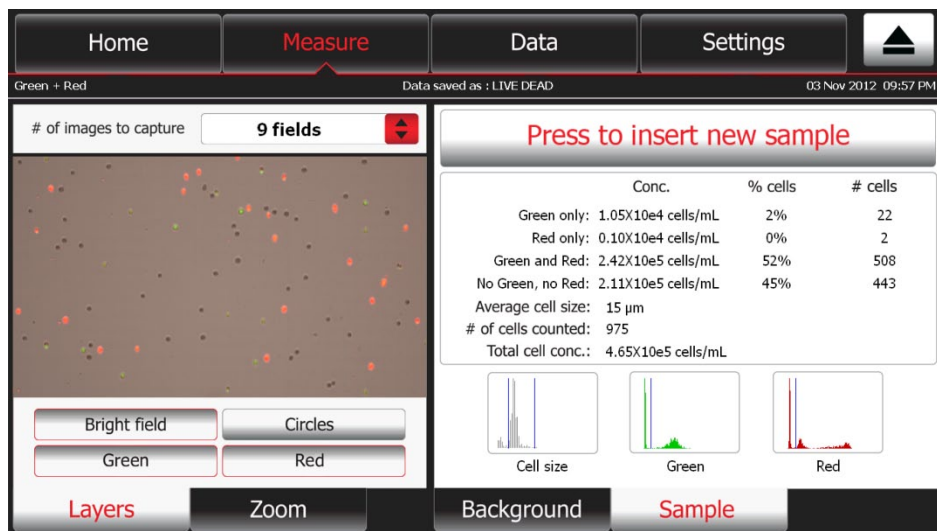 Home Measure Data Settings
Green + Red Data saved as : LIVE DEAD 03 Nov 2012 09:57 PM
# of images to capture 9 fields
Press to insert new sample
Conc. % cells # cells
Green only: 1.05X10e4 cells/mL 2% 22
Red only: 0.10X10e4 cells/mL 0% 2
Green and Red: 2.42X10e5 cells/mL 52% 508
No Green, no Red: 2.11X10e5 cells/mL 45% 443
Average cell size: 15 µm
# of cells counted: 975
Total cell conc.: 4.65X10e5 cells/mL
Bright field Circles
Green Red
Cell size Green Red
Layers Zoom Background Sample